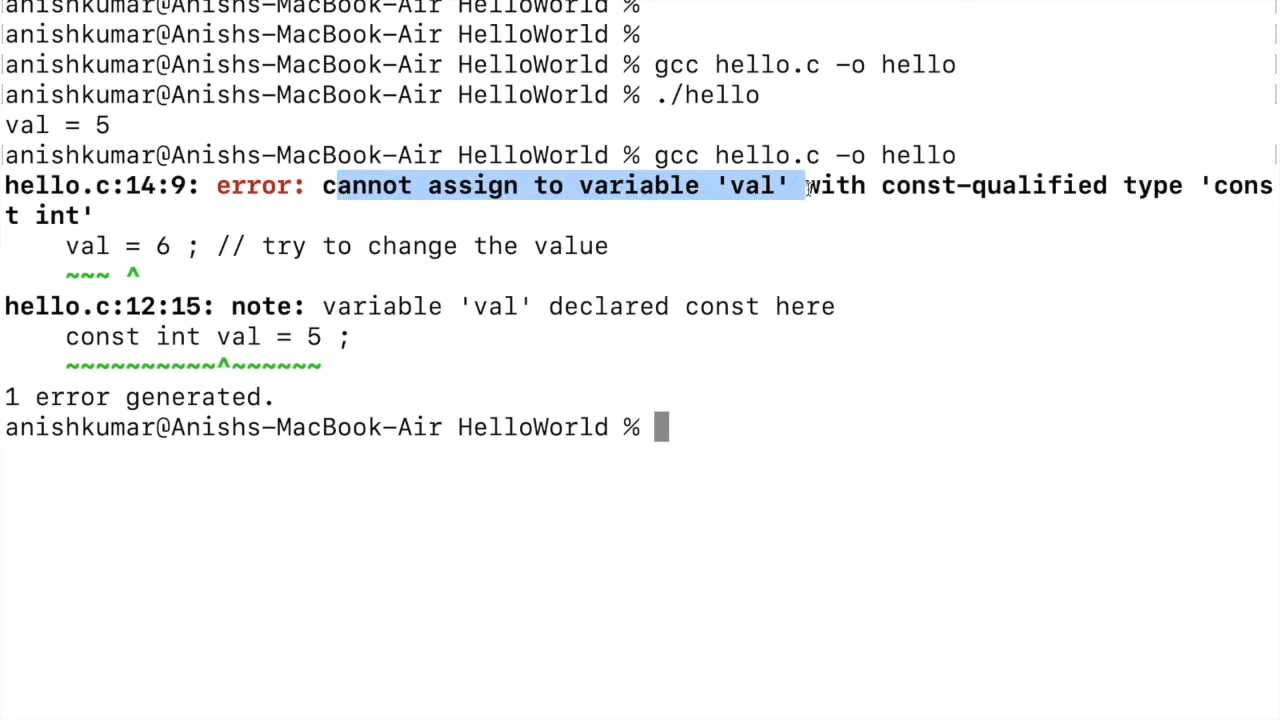 anishkumar@Anishs-MacBook-Air HelloWorld %
anishkumar@Anishs-MacBook-Air HelloWorld %
anishkumar@Anishs-MacBook-Air HelloWorld % gcc hello.c -o hello
anishkumar@Anishs-MacBook-Air HelloWorld % ./hello
val = 5
anishkumar@Anishs-MacBook-Air HelloWorld % gcc hello.c -o hello
hello.c:14:9: error: cannot assign to variable 'val' with const-qualified type 'cons
t int'
    val = 6 ; // try to change the value
    ~~~ ^
hello.c:12:15: note: variable 'val' declared const here
    const int val = 5 ;
    ~~~~~~~~~~^~~~~~~
1 error generated.
anishkumar@Anishs-MacBook-Air HelloWorld %